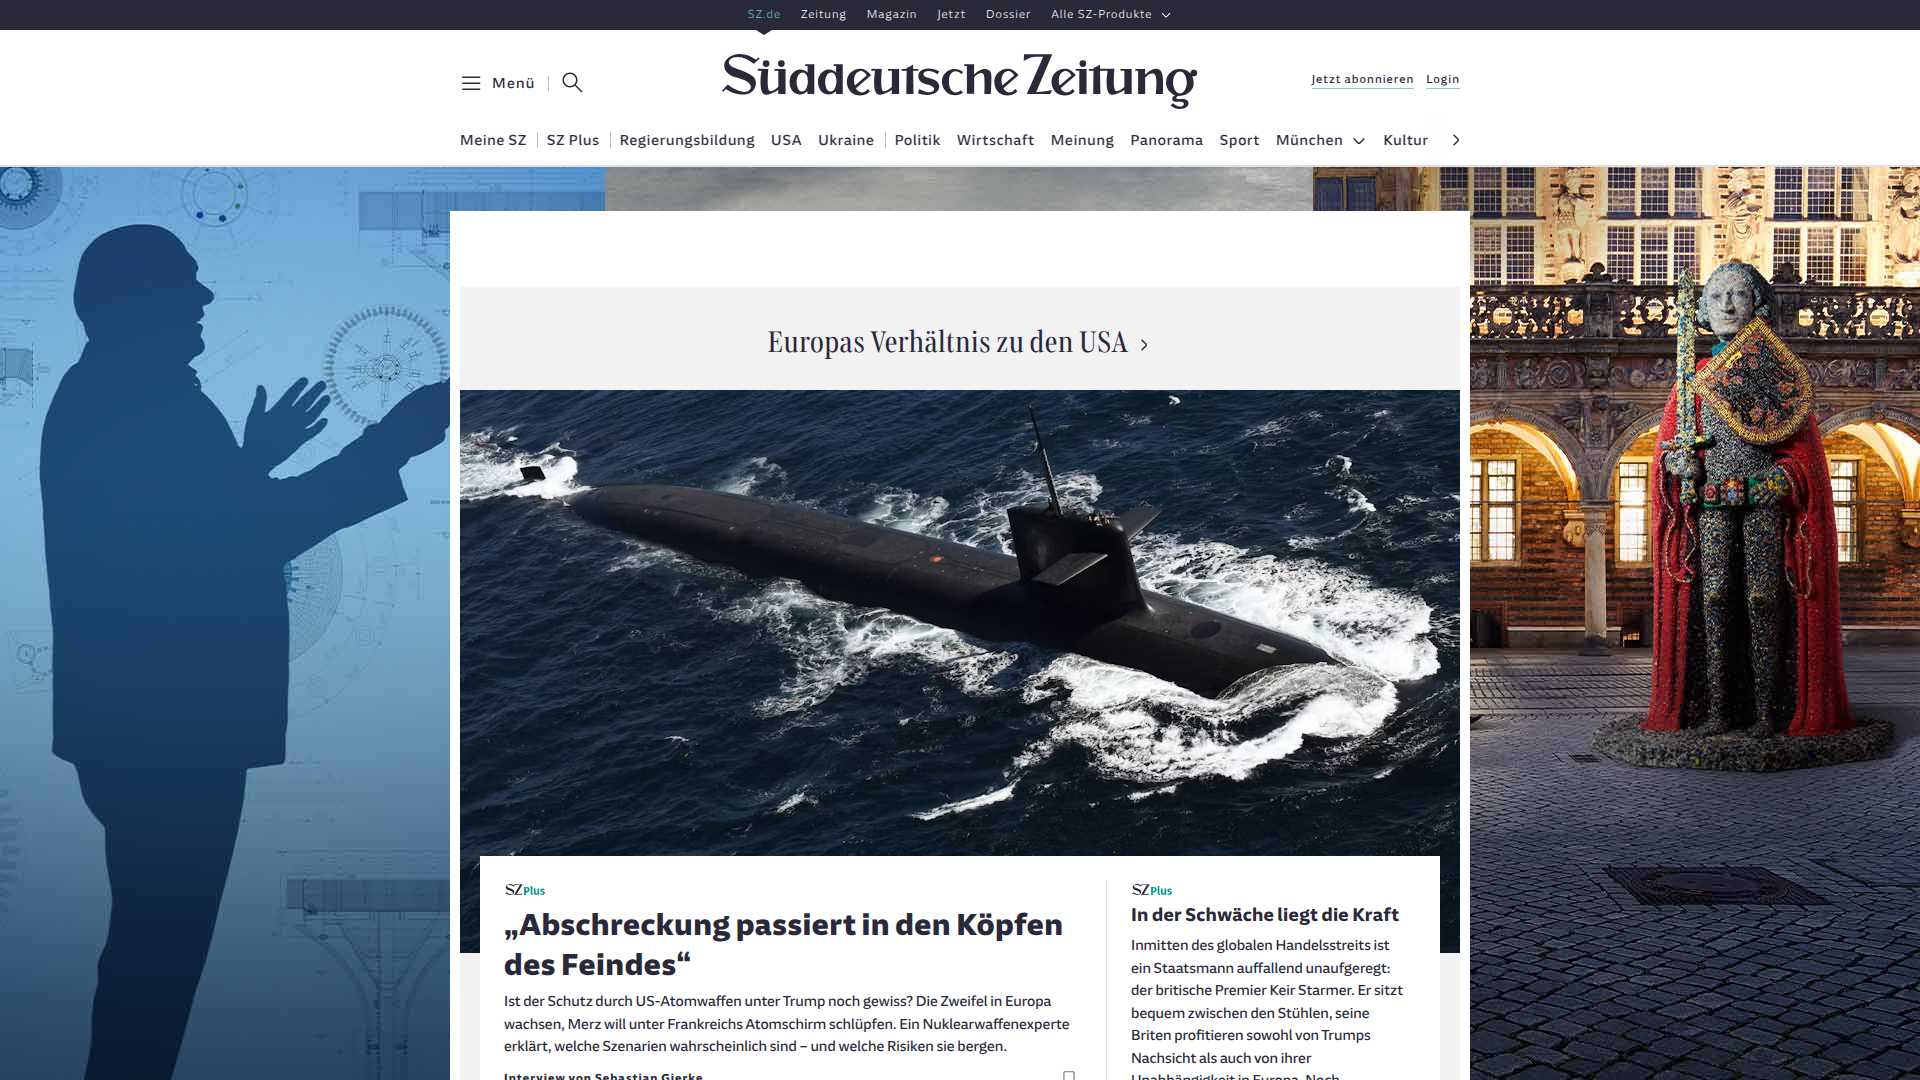 SZ.de Zeitung Magazin Jetzt Dossier Alle SZ-Produkte
Menü
Süddeutsche Zeitung
Jetzt abonnieren Login
Meine SZ SZ Plus Regierungsbildung USA Ukraine Politik Wirtschaft Meinung Panorama Sport München Kultur
Europas Verhältnis zu den USA
SZ Plus
„Abschreckung passiert in den Köpfen
des Feindes“
Ist der Schutz durch US-Atomwaffen unter Trump noch gewiss? Die Zweifel in Europa
wachsen, Merz will unter Frankreichs Atomschirm schlüpfen. Ein Nuklearwaffenexperte
erklärt, welche Szenarien wahrscheinlich sind – und welche Risiken sie bergen.
Interview von Sebastian Gierke
SZ Plus
In der Schwäche liegt die Kraft
Inmitten des globalen Handelsstreits ist
ein Staatsmann auffallend unaufgeregt:
der britische Premier Keir Starmer. Er sitzt
bequem zwischen den Stühlen, seine
Briten profitieren sowohl von Trumps
Nachsicht als auch von ihrer
Unabhängigkeit in Europa. Noch